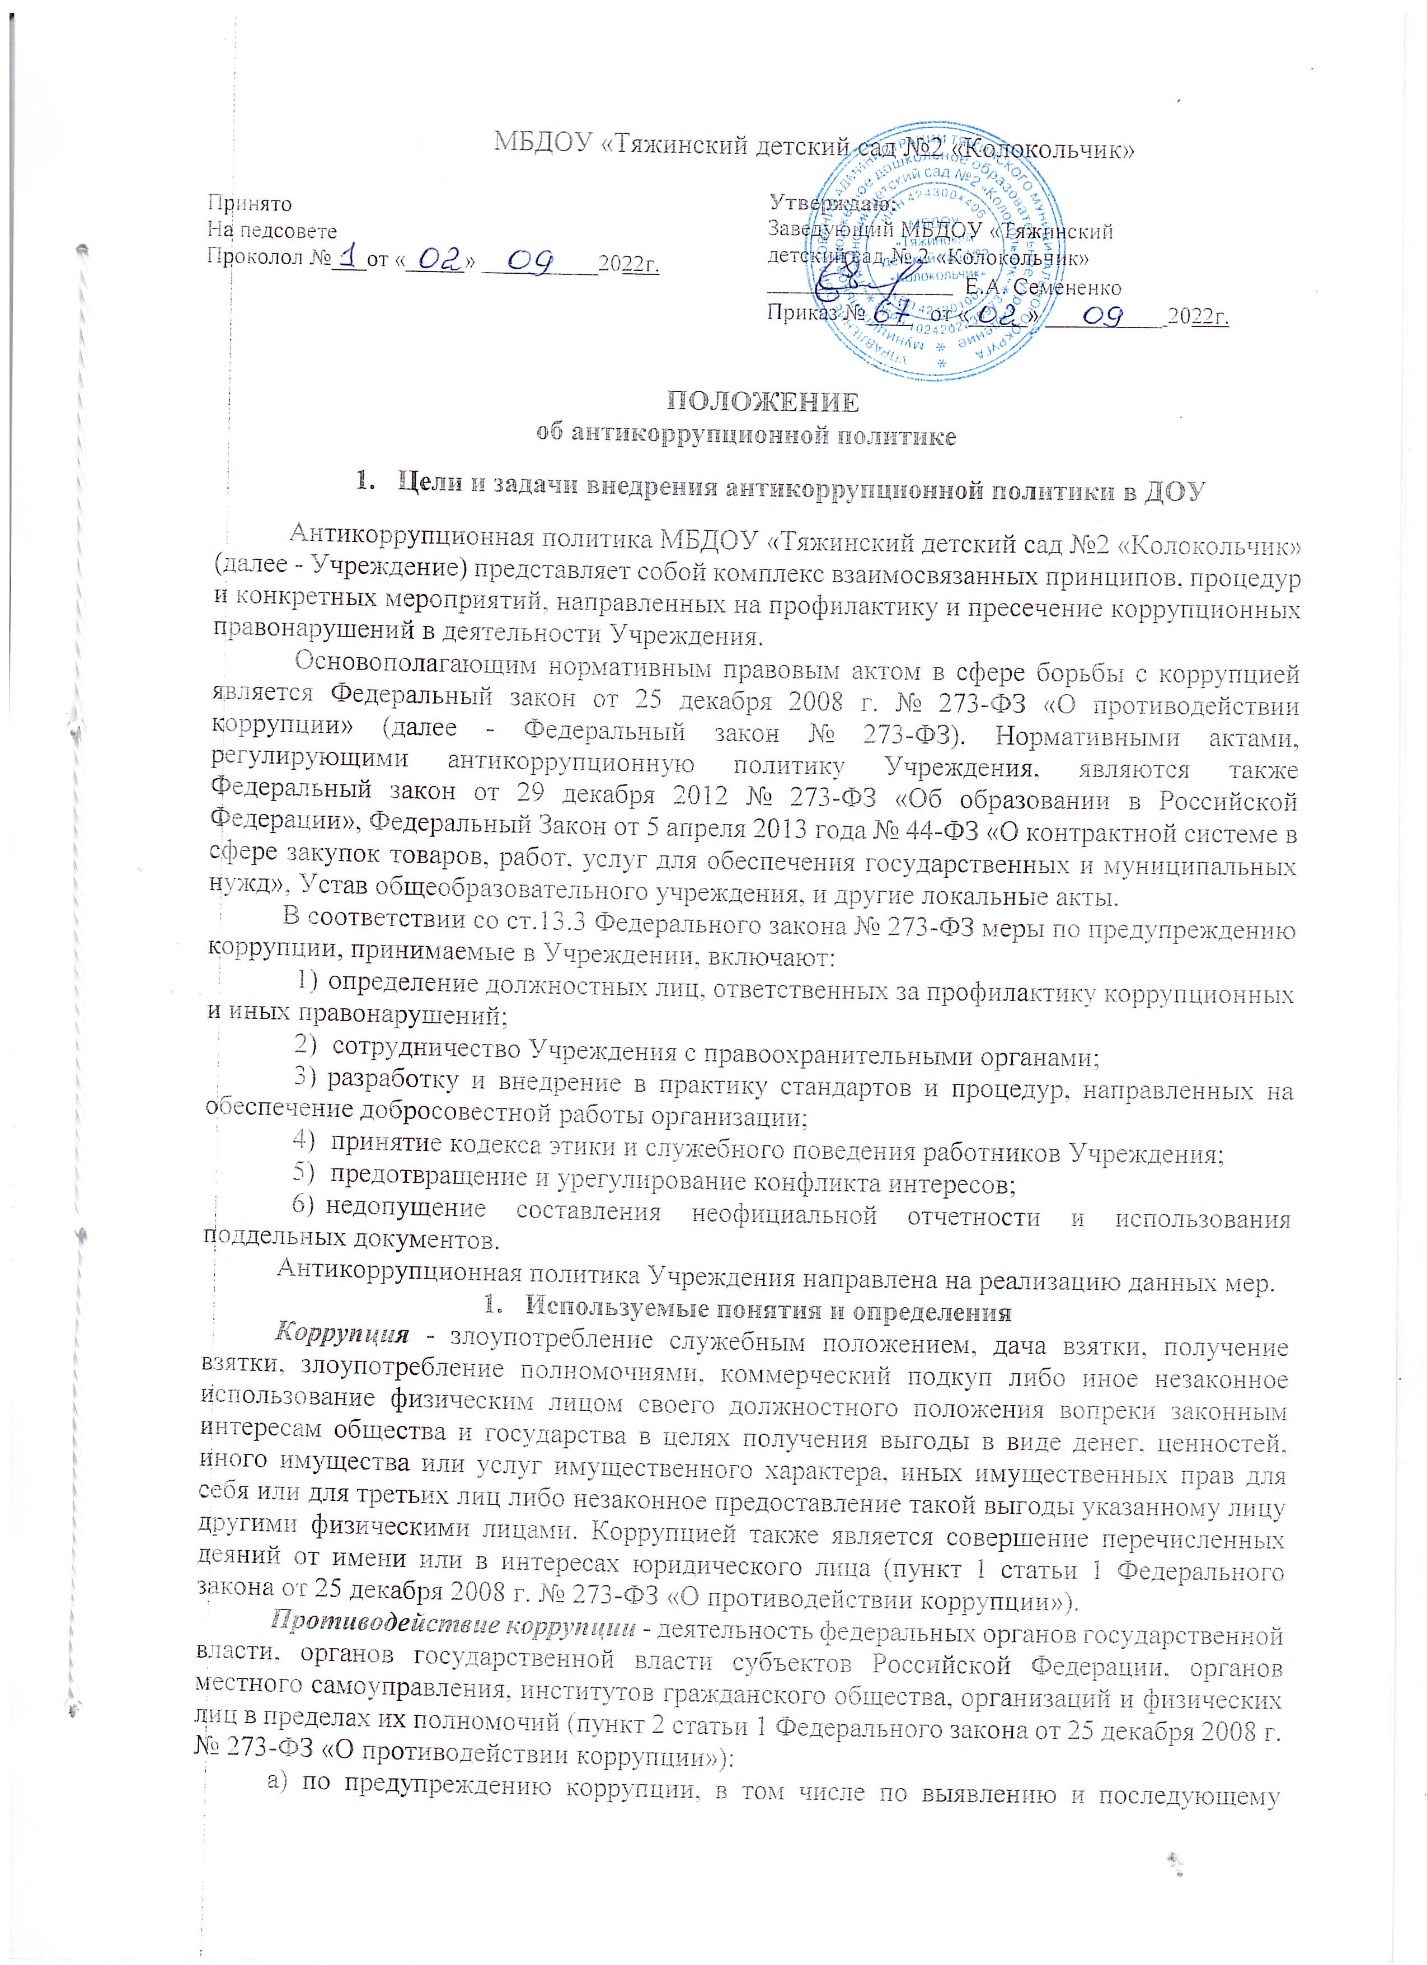 МБДОУ «Тяжинский детский сад №2 «Колокольчик»
Принято
На педсовете
Проколол № 1 от « 02 » 09 2022г.
Утверждаю:
Заведующий МБДОУ «Тяжинский
детский сад № 2 «Колокольчик»
Е.А. Семененко
Приказ № 67 от « 02 » 09 2022г.
МБДОУ
«Тяжинский
детский сад №2
«Колокольчик»
ИНН 4243004406
ПОЛОЖЕНИЕ
об антикоррупционной политике
1. Цели и задачи внедрения антикоррупционной политики в ДОУ
Антикоррупционная политика МБДОУ «Тяжинский детский сад №2 «Колокольчик»
(далее - Учреждение) представляет собой комплекс взаимосвязанных принципов, процедур
и конкретных мероприятий, направленных на профилактику и пресечение коррупционных
правонарушений в деятельности Учреждения.
Основополагающим нормативным правовым актом в сфере борьбы с коррупцией
является Федеральный закон от 25 декабря 2008 г. № 273-ФЗ «О противодействии
коррупции» (далее - Федеральный закон № 273-ФЗ). Нормативными актами,
регулирующими антикоррупционную политику Учреждения, являются также
Федеральный закон от 29 декабря 2012 № 273-ФЗ «Об образовании в Российской
Федерации», Федеральный Закон от 5 апреля 2013 года № 44-ФЗ «О контрактной системе в
сфере закупок товаров, работ, услуг для обеспечения государственных и муниципальных
нужд», Устав общеобразовательного учреждения, и другие локальные акты.
В соответствии со ст.13.3 Федерального закона № 273-ФЗ меры по предупреждению
коррупции, принимаемые в Учреждении, включают:
1) определение должностных лиц, ответственных за профилактику коррупционных
и иных правонарушений;
2) сотрудничество Учреждения с правоохранительными органами;
3) разработку и внедрение в практику стандартов и процедур, направленных на
обеспечение добросовестной работы организации;
4) принятие кодекса этики и служебного поведения работников Учреждения;
5) предотвращение и урегулирование конфликта интересов;
6) недопущение составления неофициальной отчетности и использования
поддельных документов.
Антикоррупционная политика Учреждения направлена на реализацию данных мер.
1. Используемые понятия и определения
Коррупция - злоупотребление служебным положением, дача взятки, получение
взятки, злоупотребление полномочиями, коммерческий подкуп либо иное незаконное
использование физическим лицом своего должностного положения вопреки законным
интересам общества и государства в целях получения выгоды в виде денег, ценностей,
иного имущества или услуг имущественного характера, иных имущественных прав для
себя или для третьих лиц либо незаконное предоставление такой выгоды указанному лицу
другими физическими лицами. Коррупцией также является совершение перечисленных
деяний от имени или в интересах юридического лица (пункт 1 статьи 1 Федерального
закона от 25 декабря 2008 г. № 273-ФЗ «О противодействии коррупции»).
Противодействие коррупции - деятельность федеральных органов государственной
власти, органов государственной власти субъектов Российской Федерации, органов
местного самоуправления, институтов гражданского общества, организаций и физических
лиц в пределах их полномочий (пункт 2 статьи 1 Федерального закона от 25 декабря 2008 г.
№ 273-ФЗ «О противодействии коррупции»):
а) по предупреждению коррупции, в том числе по выявлению и последующему